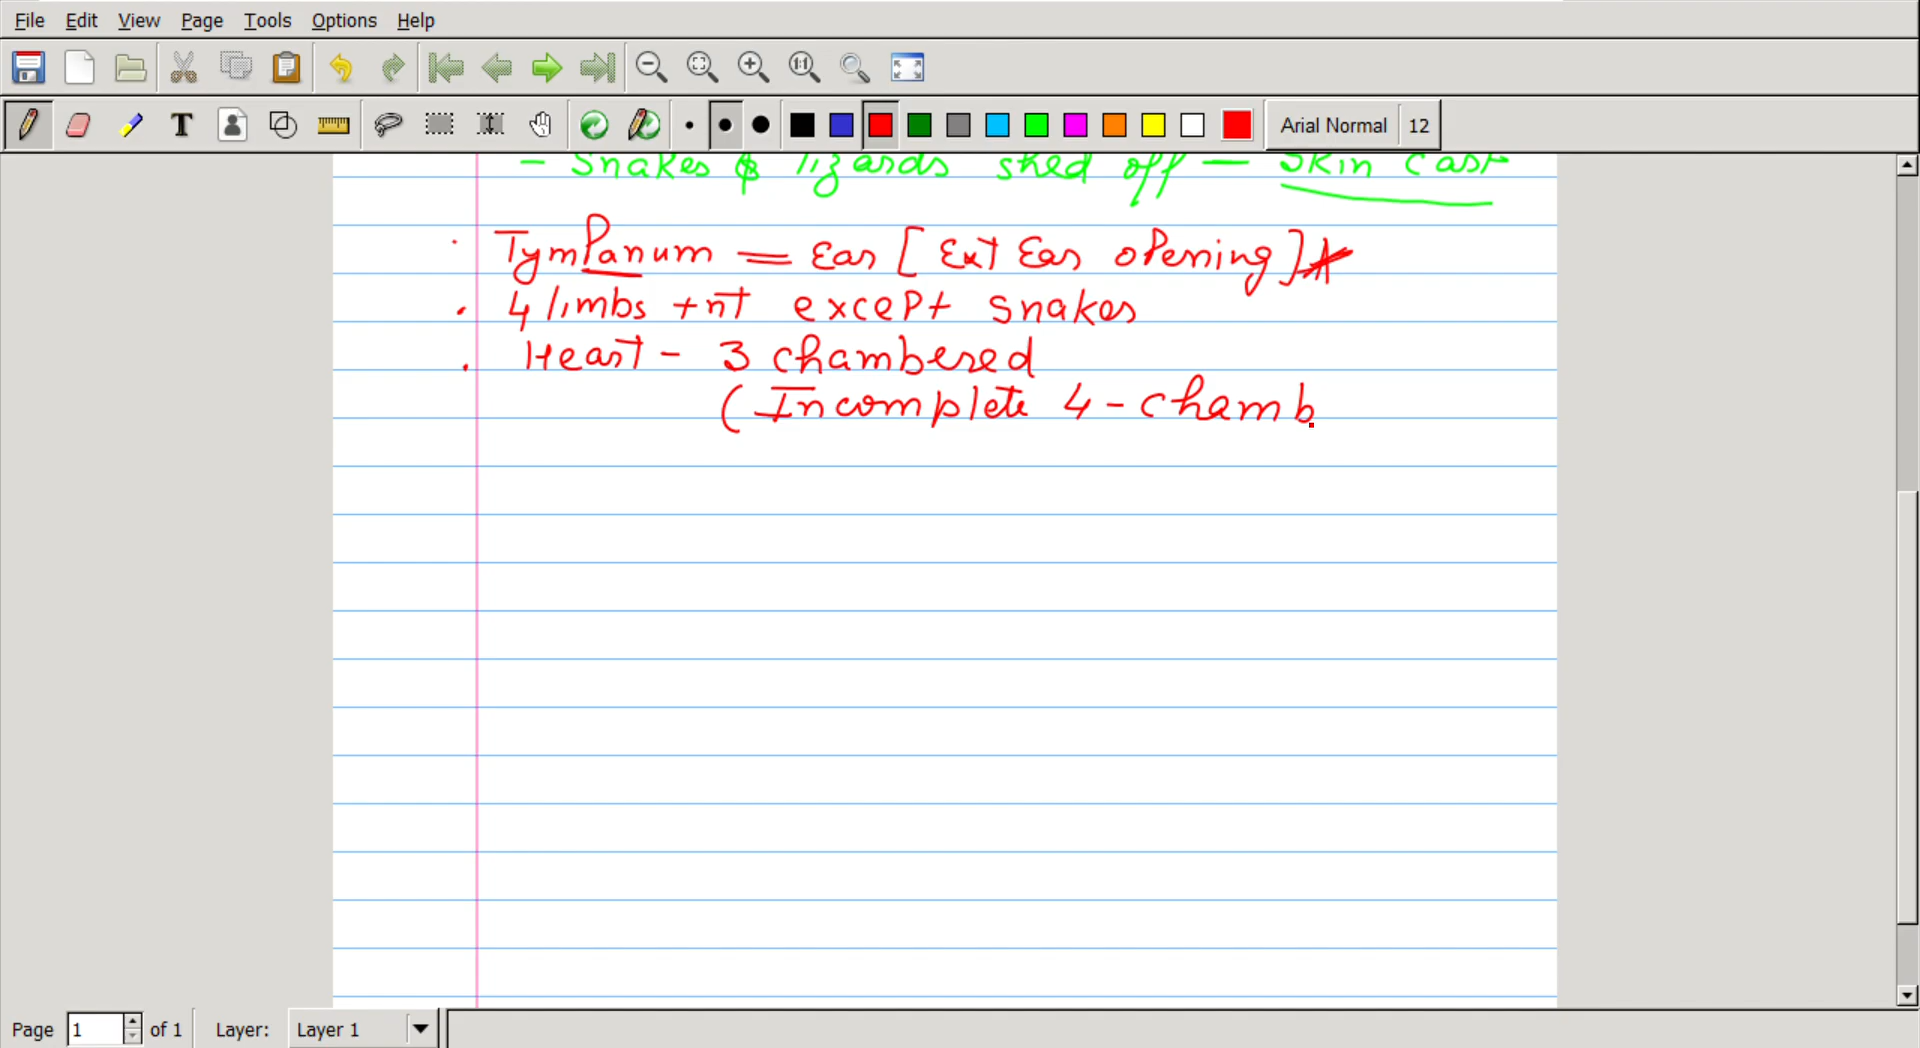 File Edit View Page Tools Options Help
T Arial Normal 12
- Snakes & lizards shed off - Skin Cast
· Tympanum = Ear [Ext Ear opening]*
· 4 limbs +nt except snakes
· Heart - 3 chambered
(Incomplete 4 - chamb
Page 1 of 1 Layer: Layer 1